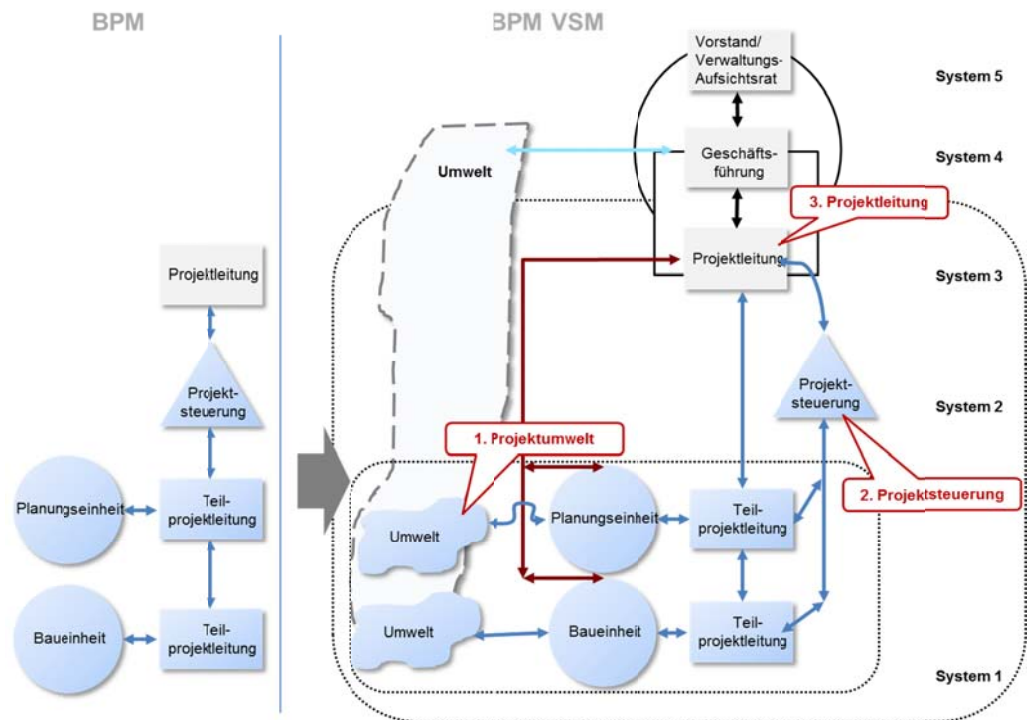 BPM
Projektleitung
Projekt-
steuerung
Planungseinheit
Teil-
projektleitung
Baueinheit
Teil-
projektleitung
BPM VSM
Vorstand/
Verwaltungs-
Aufsichtsrat
System 5
Geschäfts-
führung
System 4
Umwelt
3. Projektleitung
Projektleitung
System 3
Projekt-
steuerung
System 2
1. Projektumwelt
2. Projektsteuerung
Umwelt
Planungseinheit
Teil-
projektleitung
Umwelt
Baueinheit
Teil-
projektleitung
System 1